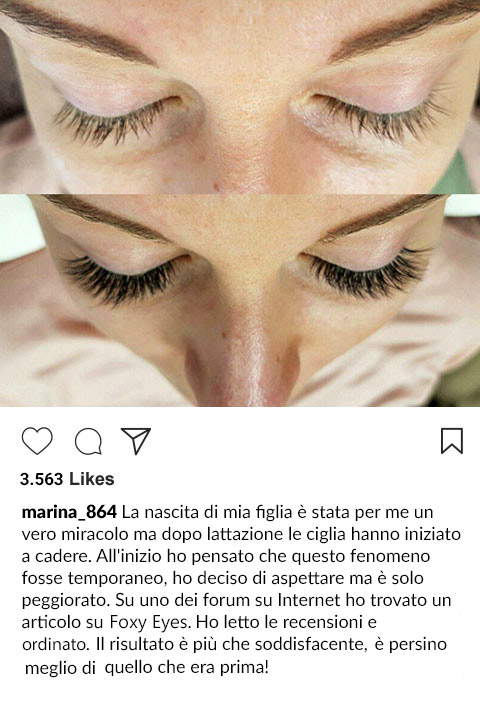 3.563 Likes
marina_864 La nascita di mia figlia è stata per me un
vero miracolo ma dopo lattazione le ciglia hanno iniziato
a cadere. All'inizio ho pensato che questo fenomeno
fosse temporaneo, ho deciso di aspettare ma è solo
peggiorato. Su uno dei forum su Internet ho trovato un
articolo su Foxy Eyes. Ho letto le recensioni e
ordinato. Il risultato è più che soddisfacente, è persino
meglio di quello che era prima!